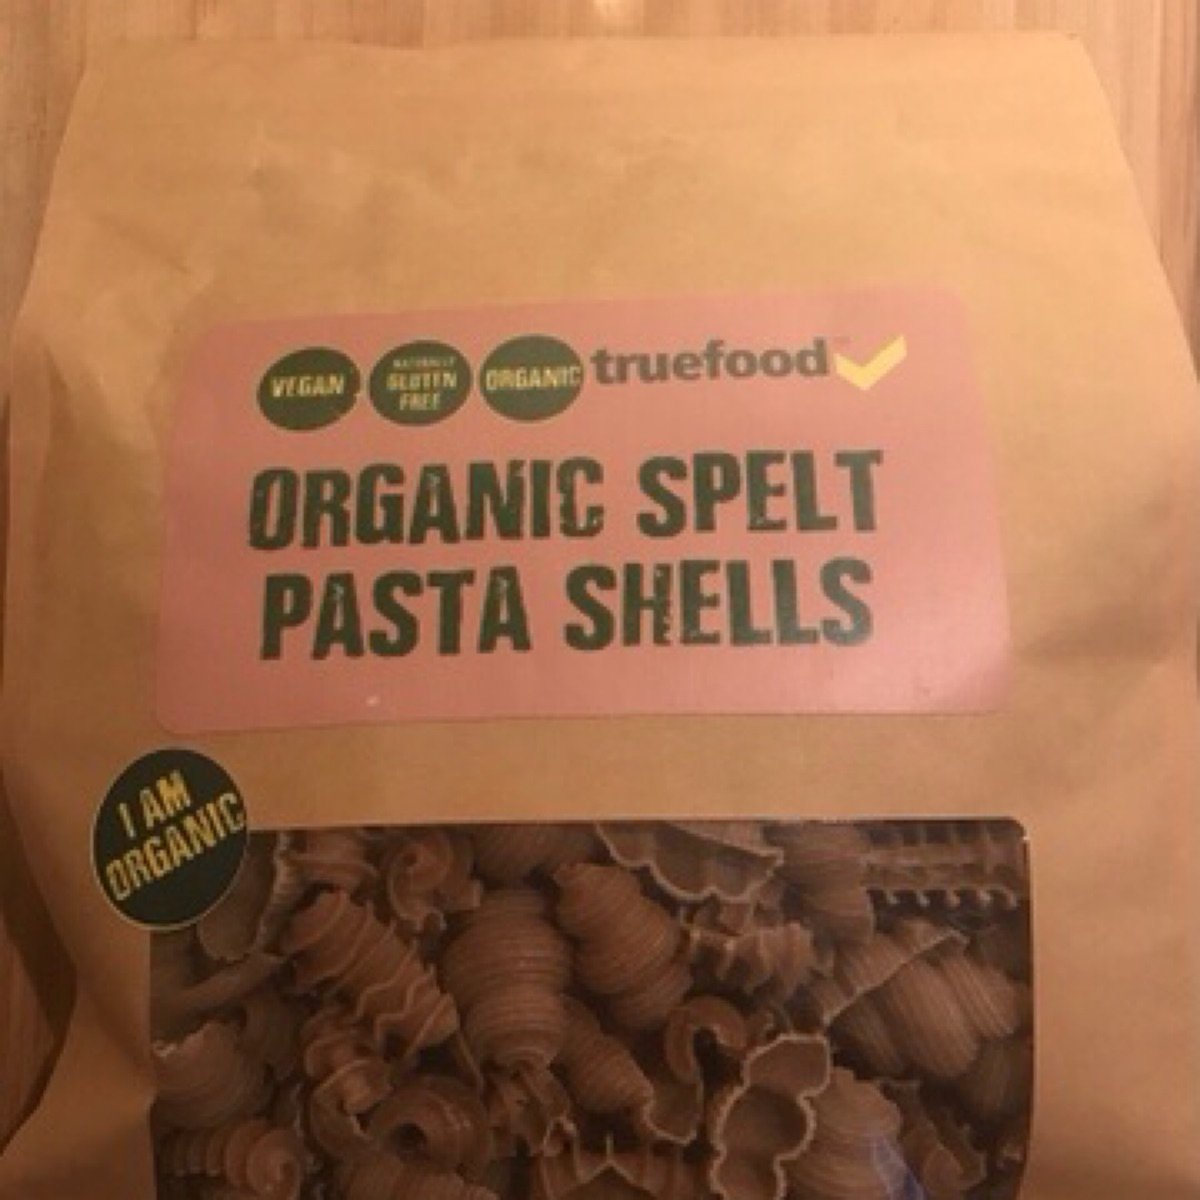 VEGAN
NATURALLY
GLUTEN
FREE
ORGANIC
truefood
ORGANIC SPELT
PASTA SHELLS
I AM
ORGANIC